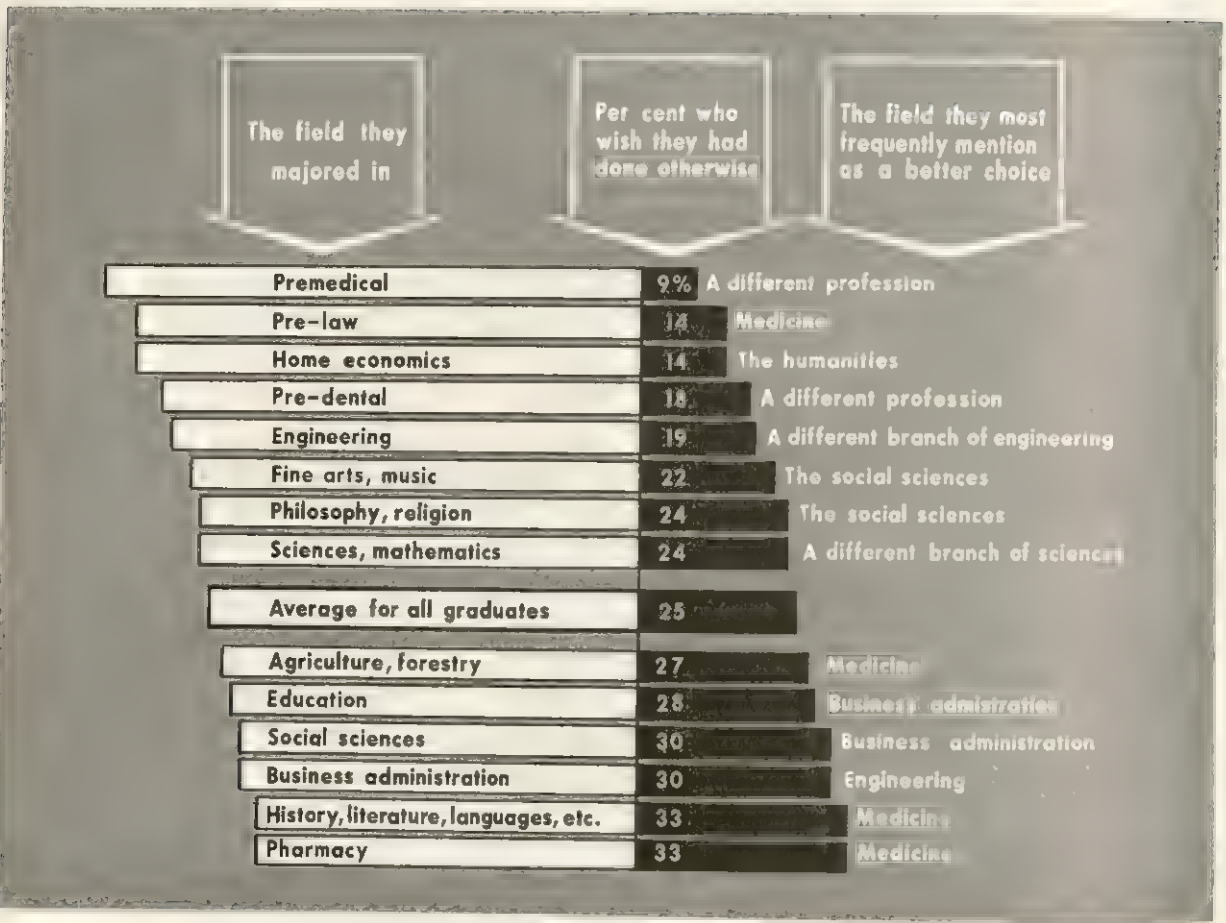 The field they
majored in
Per cent who
wish they had
done otherwise
The field they most
frequently mention
as a better choice
Premedical 9% A different profession
Pre-law 14 Medicine
Home economics 14 The humanities
Pre-dental 18 A different profession
Engineering 19 A different branch of engineering
Fine arts, music 22 The social sciences
Philosophy, religion 24 The social sciences
Sciences, mathematics 24 A different branch of sciences
Average for all graduates 25
Agriculture, forestry 27 Medicine
Education 28 Business admistration
Social sciences 30 Business administration
Business administration 30 Engineering
History, literature, languages, etc. 33 Medicine
Pharmacy 33 Medicine